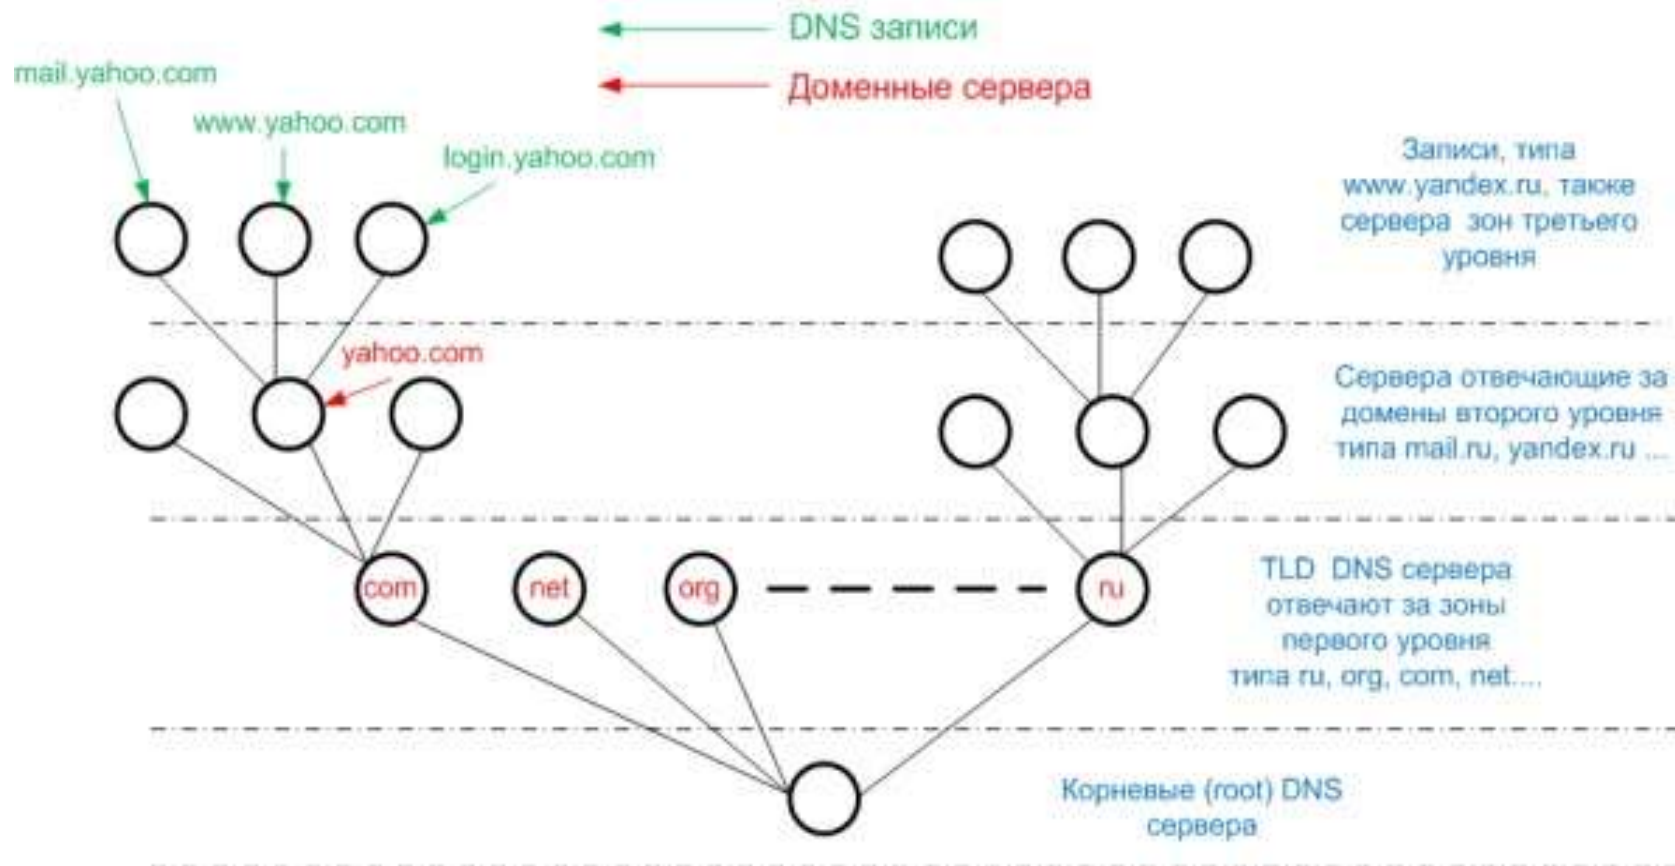 DNS записи
Доменные сервера
mail.yahoo.com
www.yahoo.com
login.yahoo.com
Записи, типа
www.yandex.ru, также
сервера зон третьего
уровня
yahoo.com
Сервера отвечающие за
домены второго уровня
типа mail.ru, yandex.ru ...
com
net
org
ru
TLD DNS сервера
отвечают за зоны
первого уровня
типа ru, org, com, net....
Корневые (root) DNS
сервера